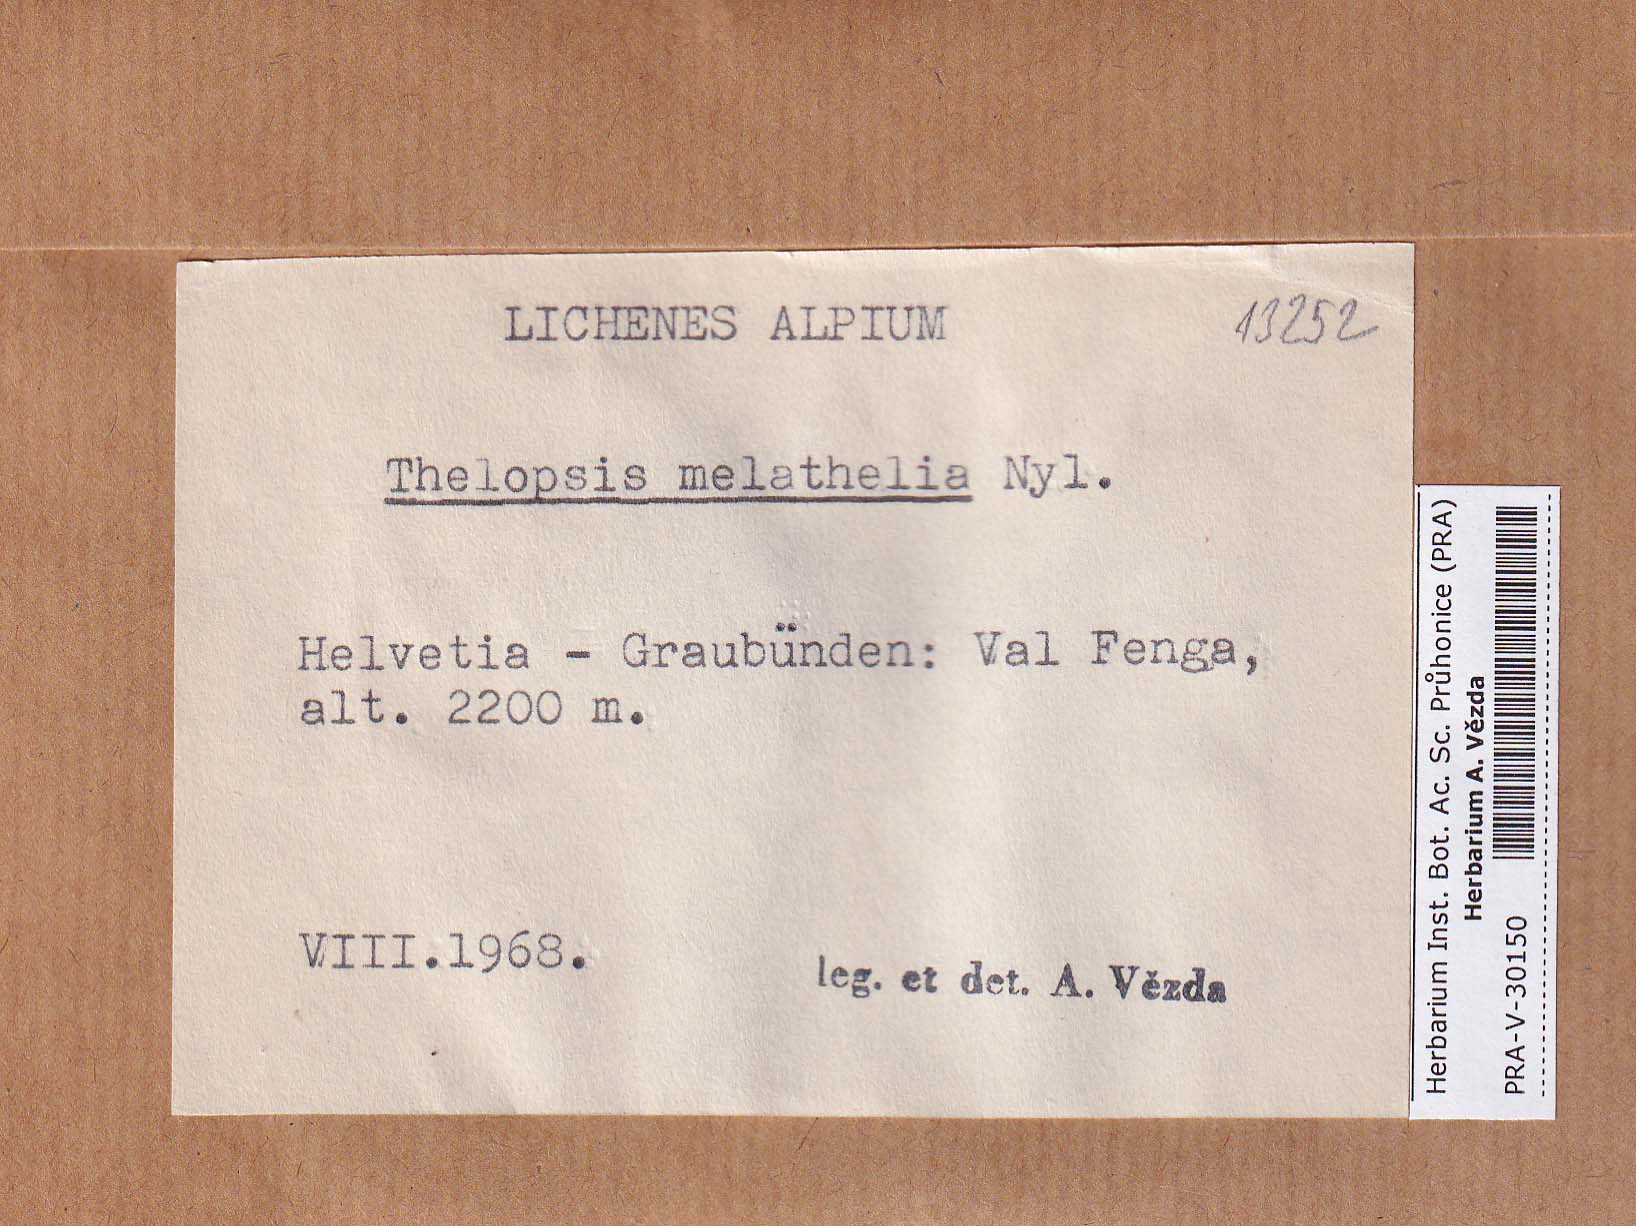 LICHENES ALPIUM
13252
Thelopsis melathelia Nyl.
Helvetia - Graubünden: Val Fenga,
alt. 2200 m.
VIII.1968.
leg. et det. A. Vězda
Herbarium Inst. Bot. Ac. Sc. Průhonice (PRA)
Herbarium A. Vězda
PRA-V-30150